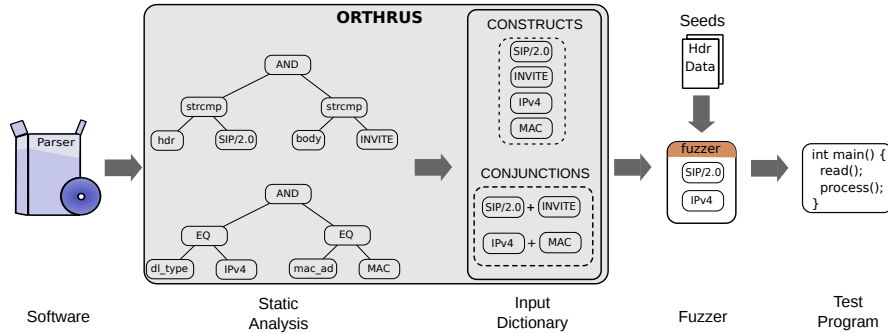 ORTHRUS
Parser
AND
strcmp
strcmp
hdr
SIP/2.0
body
INVITE
AND
EQ
EQ
dl_type
IPv4
mac_ad
MAC
CONSTRUCTS
SIP/2.0
INVITE
IPv4
MAC
CONJUNCTIONS
SIP/2.0 + INVITE
IPv4 + MAC
Seeds
Hdr
Data
fuzzer
SIP/2.0
IPv4
int main() {
read();
process();
}
Software
Static
Analysis
Input
Dictionary
Fuzzer
Test
Program